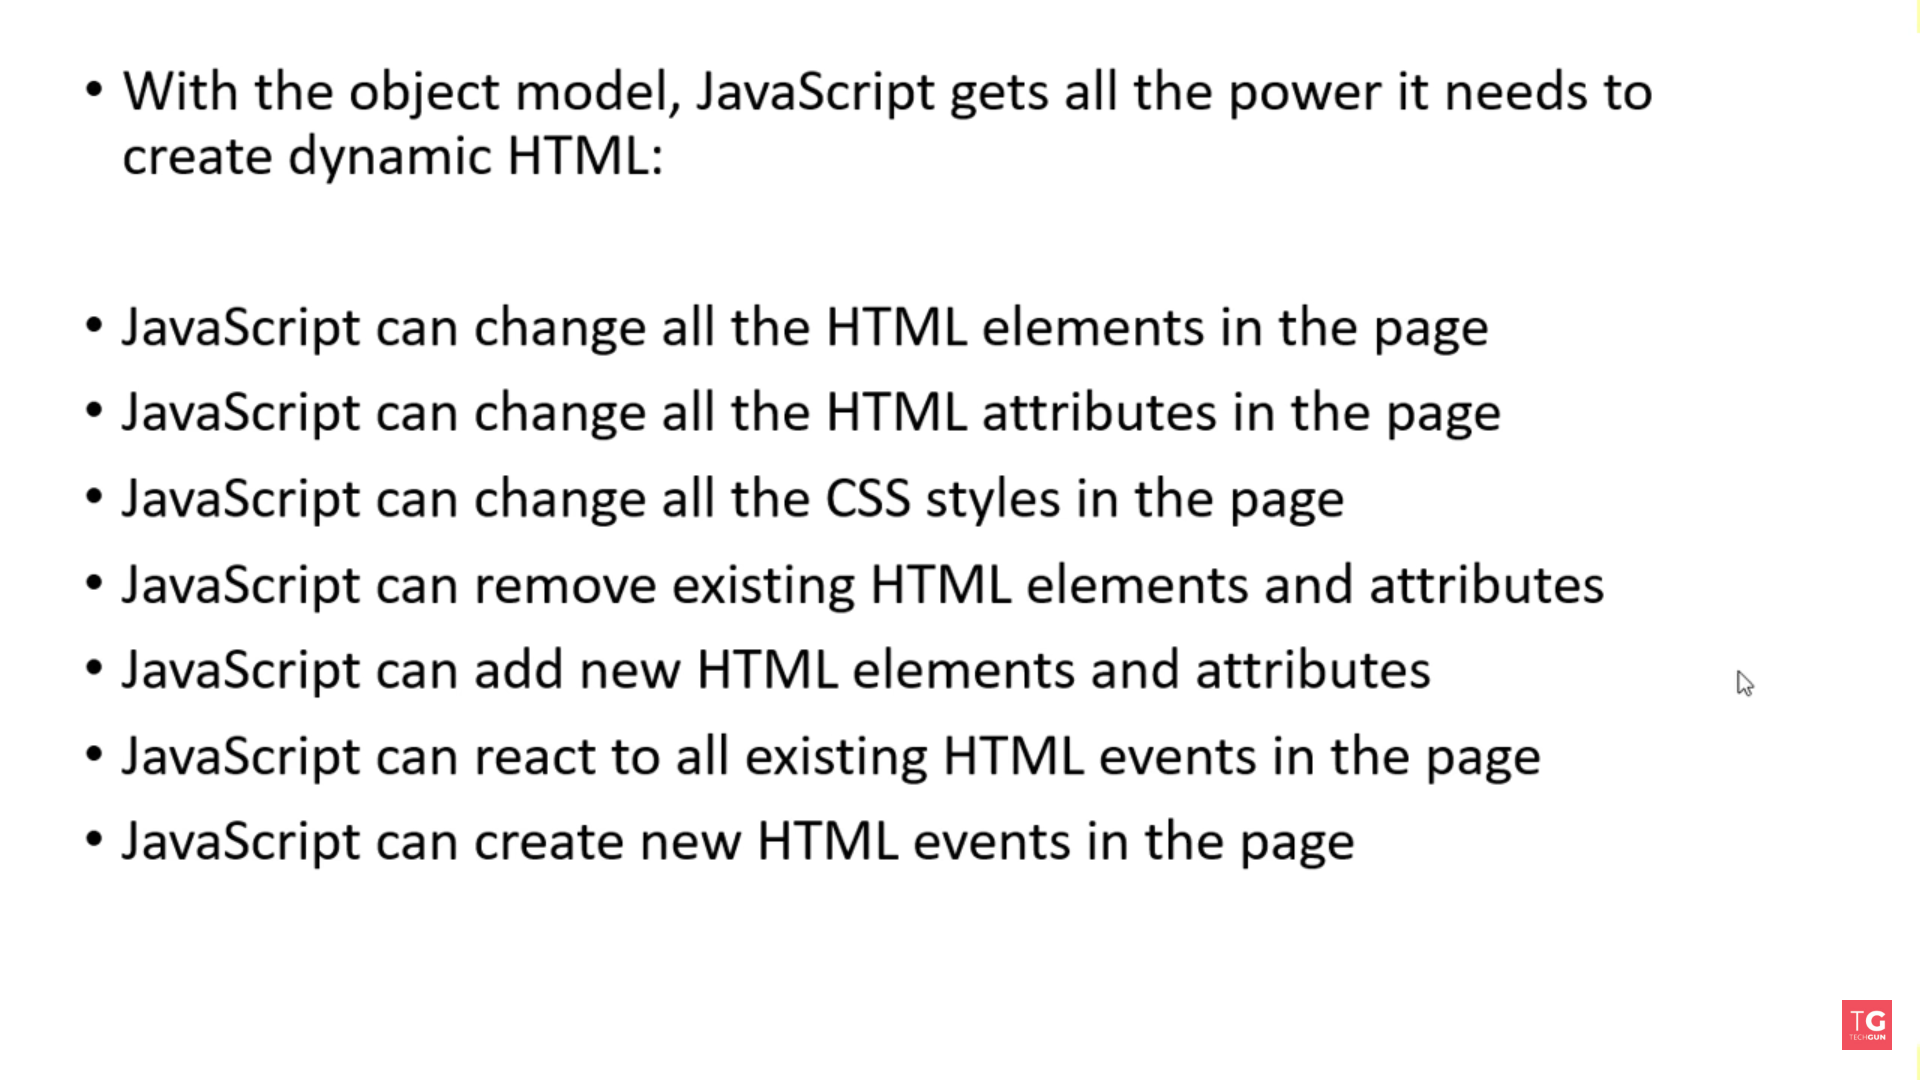 • With the object model, JavaScript gets all the power it needs to
create dynamic HTML:
• JavaScript can change all the HTML elements in the page
• JavaScript can change all the HTML attributes in the page
• JavaScript can change all the CSS styles in the page
• JavaScript can remove existing HTML elements and attributes
• JavaScript can add new HTML elements and attributes
• JavaScript can react to all existing HTML events in the page
• JavaScript can create new HTML events in the page
TG
TECHGUN